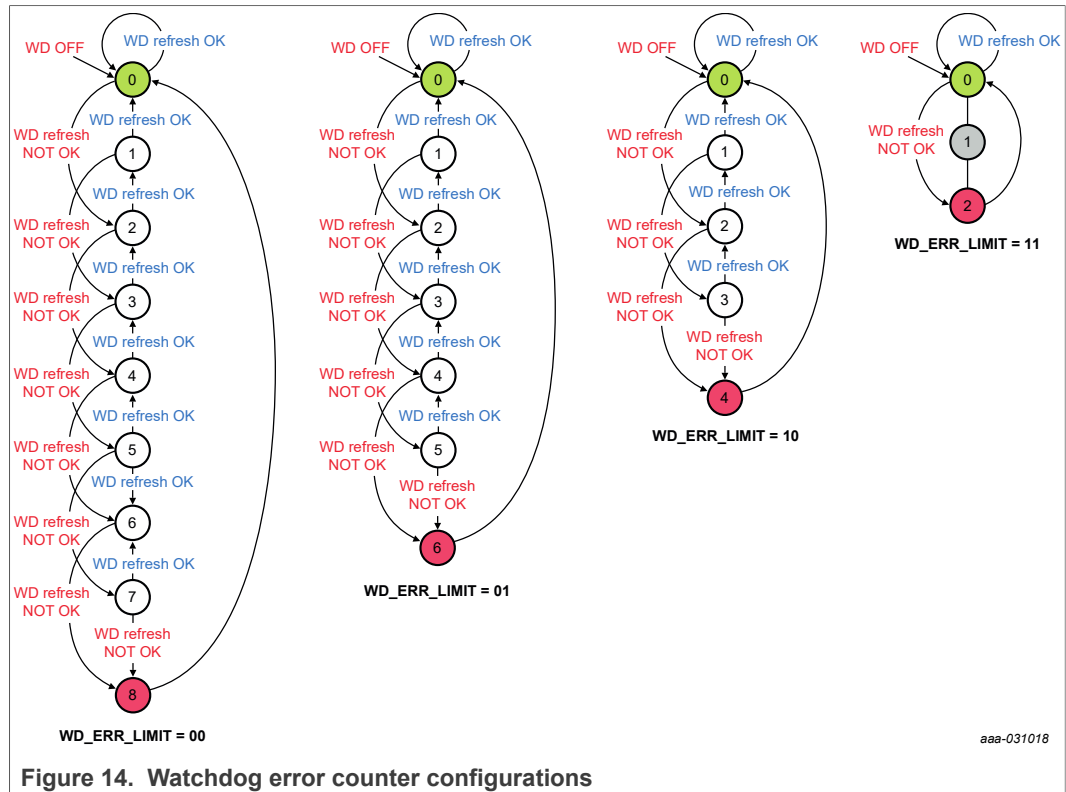 WD OFF
WD refresh OK
0
WD refresh OK
WD refresh
NOT OK
1
WD refresh OK
2
WD refresh
NOT OK
WD refresh OK
3
WD refresh
NOT OK
WD refresh OK
4
WD refresh
NOT OK
WD refresh OK
5
WD refresh
NOT OK
WD refresh OK
6
WD refresh
NOT OK
WD refresh OK
7
WD refresh
NOT OK
WD refresh
NOT OK
8
WD_ERR_LIMIT = 00
WD OFF
WD refresh OK
0
WD refresh OK
WD refresh
NOT OK
1
WD refresh OK
2
WD refresh
NOT OK
WD refresh OK
3
WD refresh
NOT OK
WD refresh OK
4
WD refresh
NOT OK
WD refresh OK
5
WD refresh
NOT OK
WD refresh
NOT OK
6
WD_ERR_LIMIT = 01
WD OFF
WD refresh OK
0
WD refresh OK
WD refresh
NOT OK
1
WD refresh OK
2
WD refresh
NOT OK
WD refresh OK
3
WD refresh
NOT OK
WD refresh
NOT OK
4
WD_ERR_LIMIT = 10
WD OFF
WD refresh OK
0
WD refresh
NOT OK
1
2
WD_ERR_LIMIT = 11
aaa-031018
Figure 14. Watchdog error counter configurations